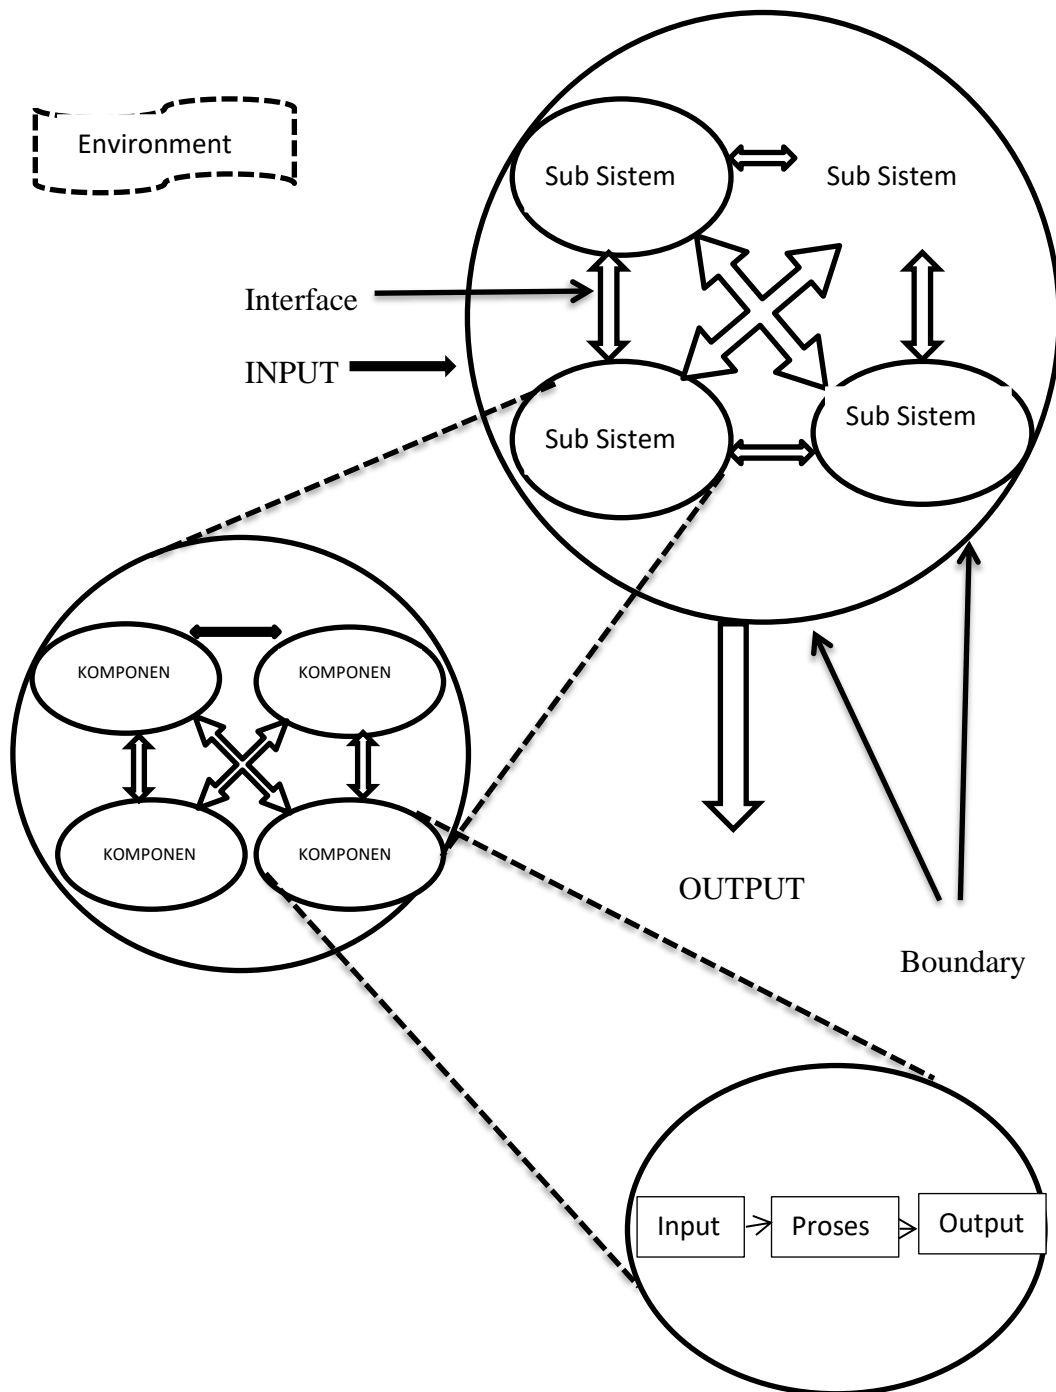 Environment
Sub Sistem
Sub Sistem
Interface
INPUT
Sub Sistem
Sub Sistem
KOMPONEN
KOMPONEN
KOMPONEN
KOMPONEN
OUTPUT
Boundary
Input
Proses
Output